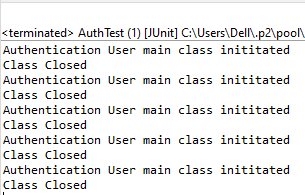 <terminated> AuthTest (1) [JUnit] C:\Users\Dell\.p2\pool\
Authentication User main class inititated
Class Closed
Authentication User main class inititated
Class Closed
Authentication User main class inititated
Class Closed
Authentication User main class inititated
Class Closed
Authentication User main class inititated
Class Closed